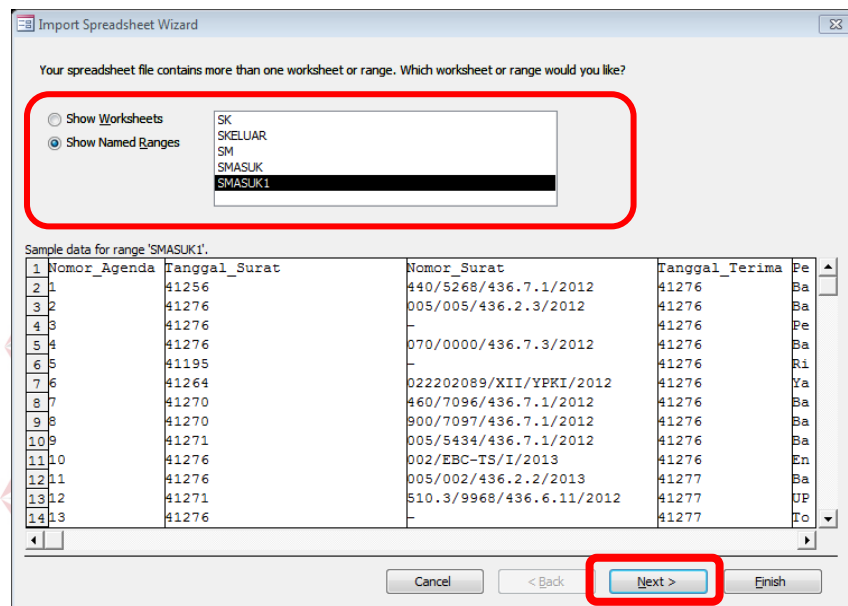 Import Spreadsheet Wizard
Your spreadsheet file contains more than one worksheet or range. Which worksheet or range would you like?
Show Worksheets
Show Named Ranges
SK
SKELUAR
SM
SMASUK
SMASUK1
Sample data for range 'SMASUK1'.
1 Nomor_Agenda Tanggal_Surat Nomor_Surat Tanggal_Terima Pe
2 1 41256 440/5268/436.7.1/2012 41276 Ba
3 2 41276 005/005/436.2.3/2012 41276 Ba
4 3 41276 - 41276 Pe
5 4 41276 070/0000/436.7.3/2012 41276 Ba
6 5 41195 - 41276 Ri
7 6 41264 022202089/XII/YPKI/2012 41276 Ya
8 7 41270 460/7096/436.7.1/2012 41276 Ba
9 8 41270 900/7097/436.7.1/2012 41276 Ba
10 9 41271 005/5434/436.7.1/2012 41276 Ba
11 10 41276 002/EBC-TS/I/2013 41276 En
12 11 41276 005/002/436.2.2/2013 41277 Ba
13 12 41271 510.3/9968/436.6.11/2012 41277 UP
14 13 41276 - 41277 To
Cancel < Back Next > Finish